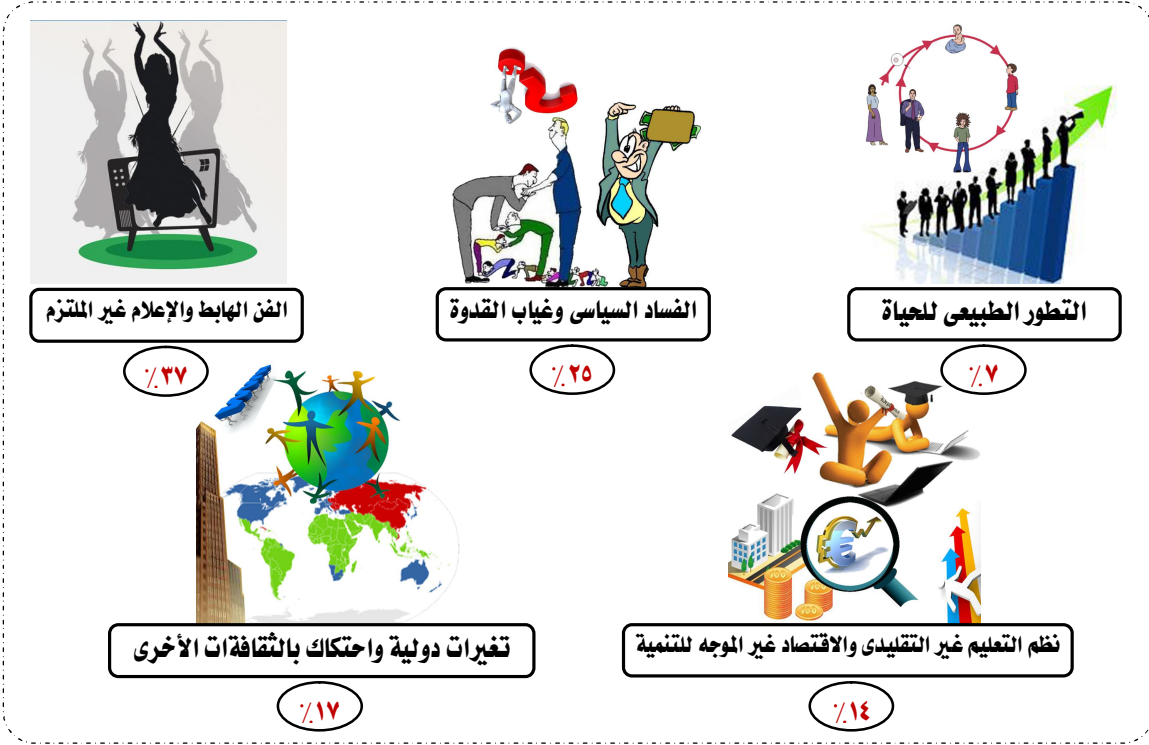 التطور الطبيعى للحياة
٪٧
الفساد السياسى وغياب القدوة
٪٢٥
الفن الهابط والإعلام غير الملتزم
٪٣٧
نظم التعليم غير التقليدى والاقتصاد غير الموجه للتنمية
٪١٤
تغيرات دولية واحتكاك بالثقافةات الأخرى
٪١٧